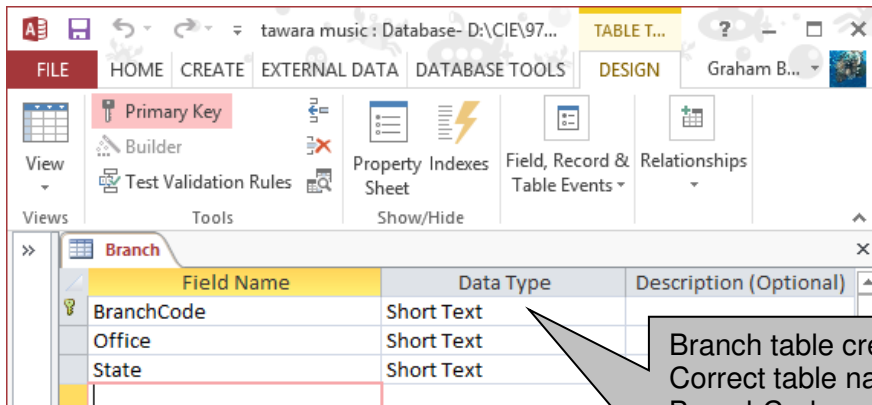 tawara music : Database- D:\CIE\97... TABLE T... ?
FILE HOME CREATE EXTERNAL DATA DATABASE TOOLS DESIGN Graham B...
View
Primary Key
Builder
Test Validation Rules
Property Sheet
Indexes
Field, Record & Table Events
Relationships
Views Tools Show/Hide
Branch
Field Name Data Type Description (Optional)
BranchCode Short Text
Office Short Text
State Short Text
Branch table
Correct table